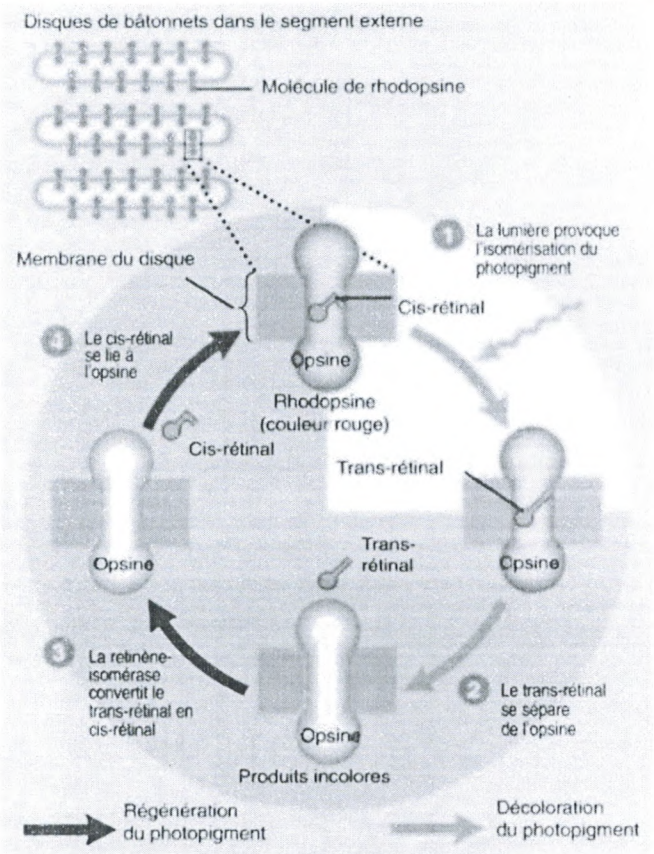 Disques de bâtonnets dans le segment externe
Molécule de rhodopsine
1
La lumière provoque
l'isomérisation du
photopigment
Membrane du disque
Cis-rétinal
4
Le cis-rétinal
se lie à
l'opsine
Opsine
Rhodopsine
(couleur rouge)
Cis-rétinal
Trans-rétinal
Opsine
Trans-
rétinal
Opsine
3
La retinène-
isomérase
convertit le
trans-rétinal en
cis-rétinal
2
Le trans-rétinal
se sépare
de l'opsine
Opsine
Produits incolores
Régénération
du photopigment
Décoloration
du photopigment